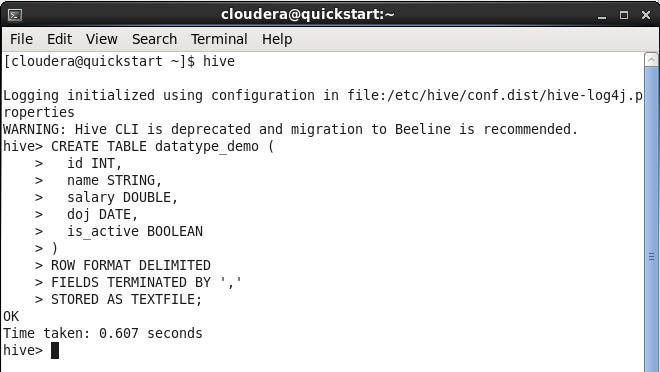 cloudera@quickstart:~
File Edit View Search Terminal Help
[cloudera@quickstart ~]$ hive
Logging initialized using configuration in file:/etc/hive/conf.dist/hive-log4j.p
roperties
WARNING: Hive CLI is deprecated and migration to Beeline is recommended.
hive> CREATE TABLE datatype_demo (
    >   id INT,
    >   name STRING,
    >   salary DOUBLE,
    >   doj DATE,
    >   is_active BOOLEAN
    > )
    > ROW FORMAT DELIMITED
    > FIELDS TERMINATED BY ','
    > STORED AS TEXTFILE;
OK
Time taken: 0.607 seconds
hive>